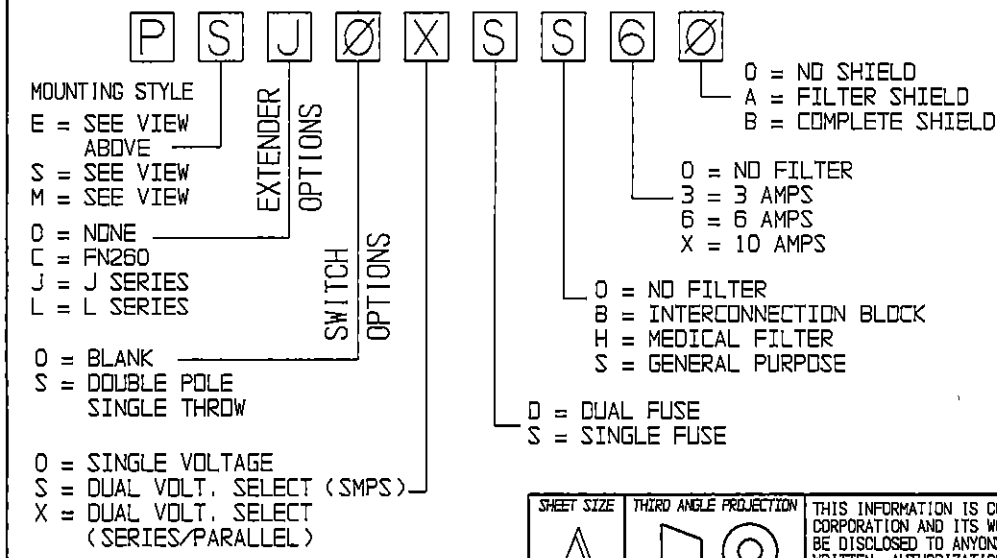 P S J Ø X S S 6 Ø
0 = NO SHIELD
A = FILTER SHIELD
B = COMPLETE SHIELD
MOUNTING STYLE
E = SEE VIEW
ABOVE
S = SEE VIEW
M = SEE VIEW
EXTENDER
OPTIONS
0 = NO FILTER
3 = 3 AMPS
6 = 6 AMPS
X = 10 AMPS
0 = NONE
C = FN260
J = J SERIES
L = L SERIES
SWITCH
OPTIONS
0 = NO FILTER
B = INTERCONNECTION BLOCK
H = MEDICAL FILTER
S = GENERAL PURPOSE
0 = BLANK
S = DOUBLE POLE
SINGLE THROW
D = DUAL FUSE
S = SINGLE FUSE
0 = SINGLE VOLTAGE
S = DUAL VOLT. SELECT (SMPS)
X = DUAL VOLT. SELECT
(SERIES/PARALLEL)
SHEET SIZE
THIRD ANGLE PROJECTION
THIS INFORMATION IS
CORPORATION AND ITS
BE DISCLOSED TO